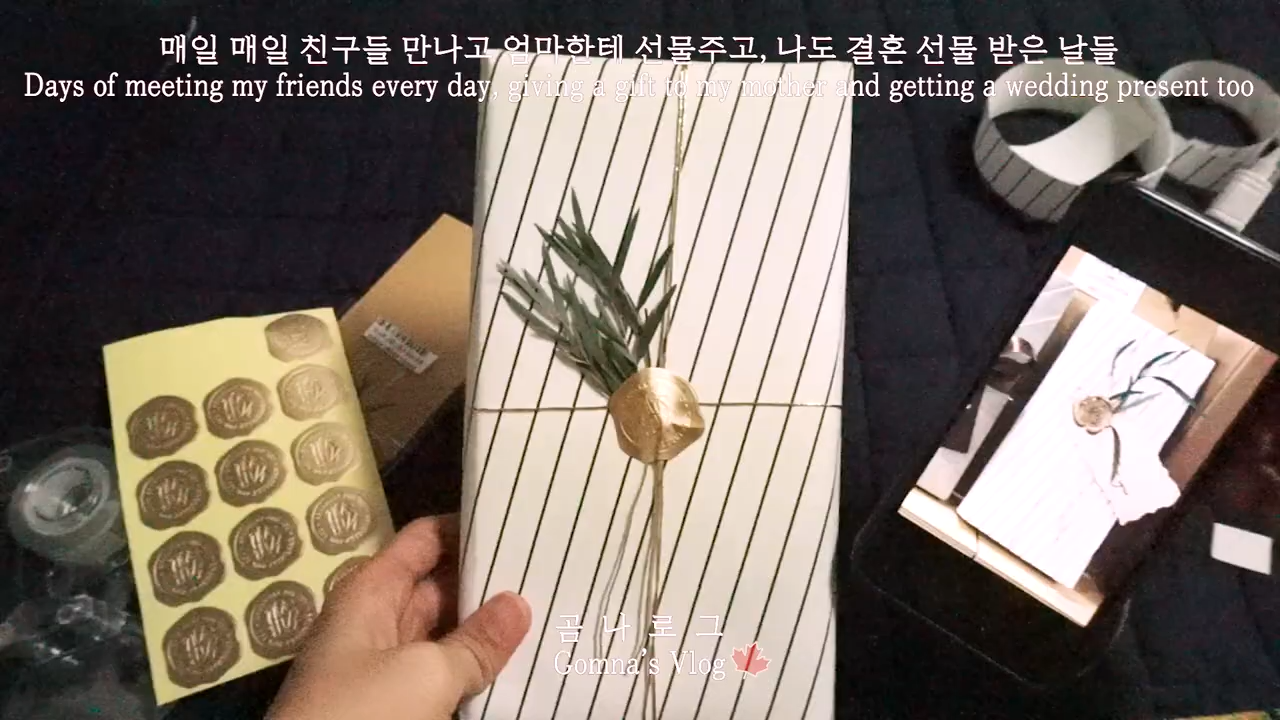 매일 매일 친구들 만나고 엄마한테 선물주고, 나도 결혼 선물 받은 날들
Days of meeting my friends every day, giving a gift to my mother and getting a wedding present too
곰 나 로 그
Gomna's Vlog